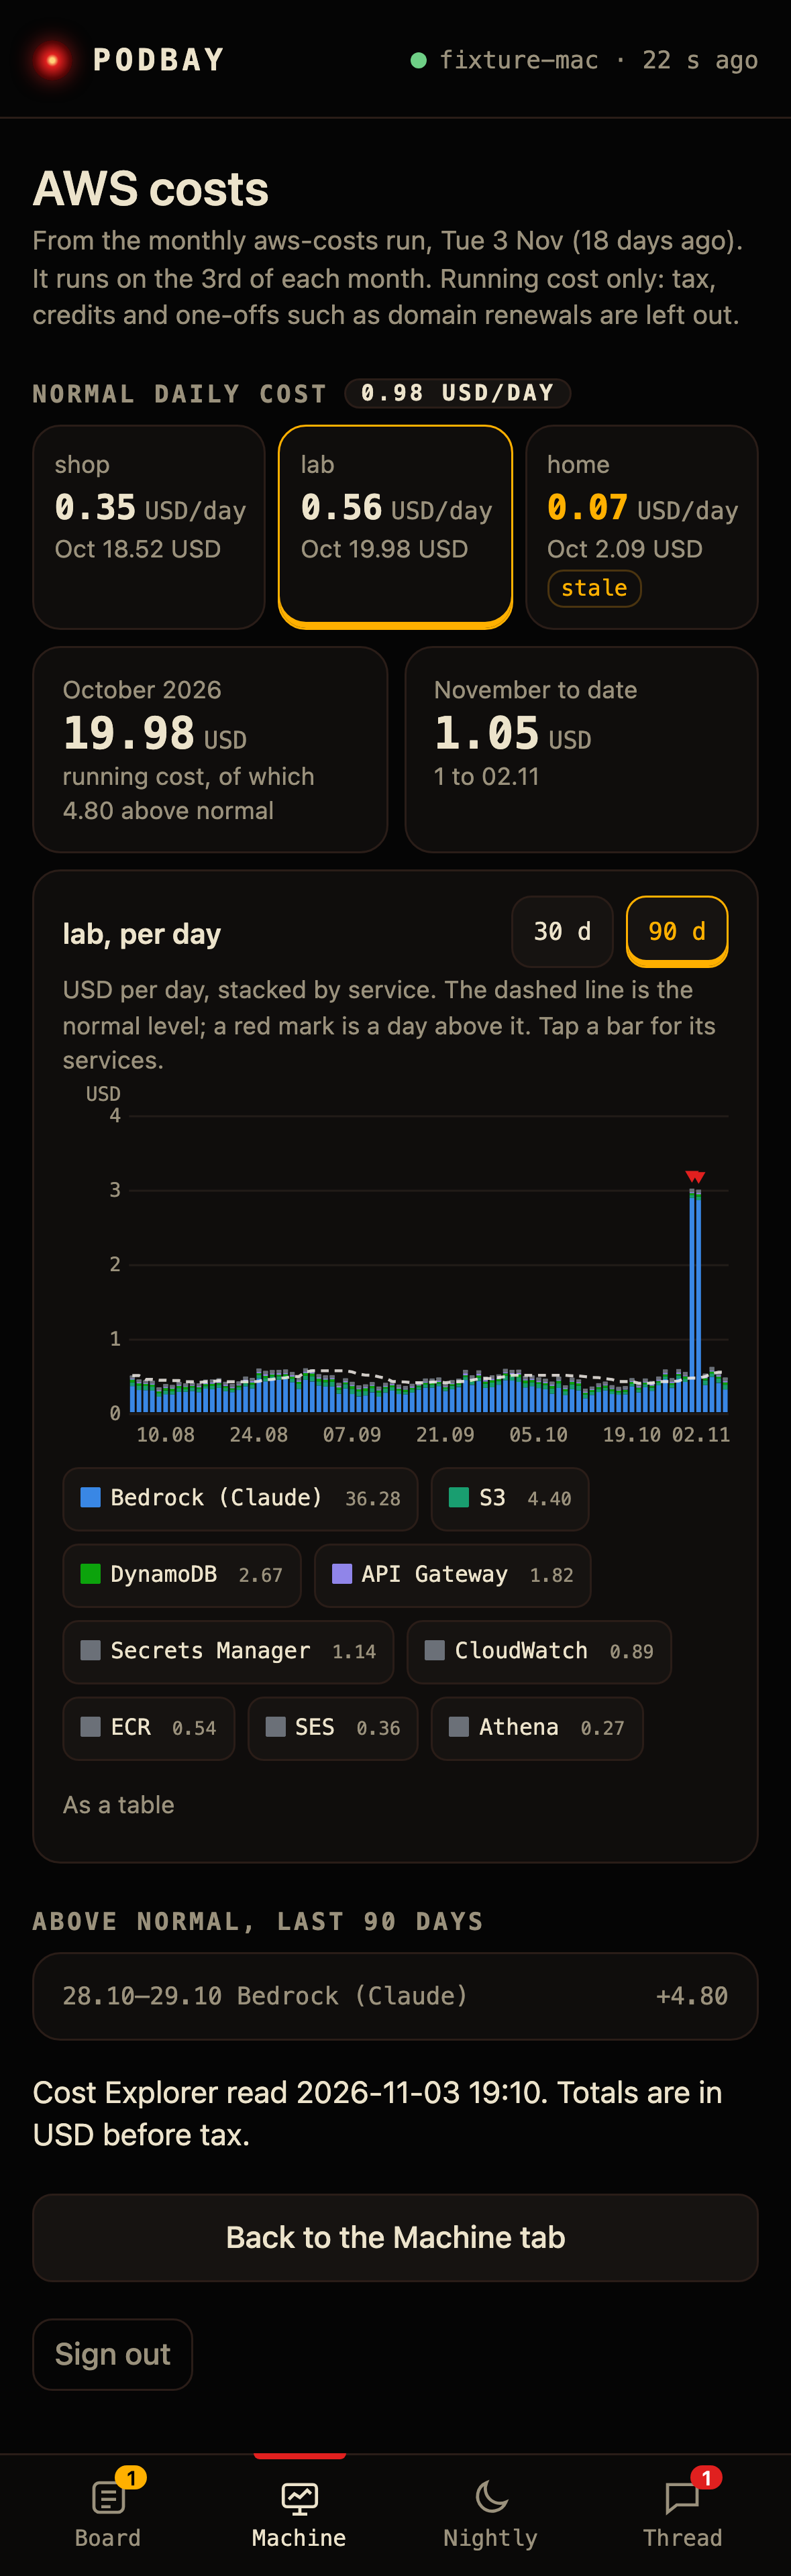 PODBAY
fixture-mac · 22 s ago
AWS costs
From the monthly aws-costs run, Tue 3 Nov (18 days ago).
It runs on the 3rd of each month. Running cost only: tax,
credits and one-offs such as domain renewals are left out.
NORMAL DAILY COST 0.98 USD/DAY
shop
0.35 USD/day
Oct 18.52 USD
lab
0.56 USD/day
Oct 19.98 USD
home
0.07 USD/day
Oct 2.09 USD
stale
October 2026
19.98 USD
running cost, of which
4.80 above normal
November to date
1.05 USD
1 to 02.11
lab, per day
30 d
90 d
USD per day, stacked by service. The dashed line is the
normal level; a red mark is a day above it. Tap a bar for its
services.
USD
4
3
2
1
0
10.08 24.08 07.09 21.09 05.10 19.10 02.11
Bedrock (Claude) 36.28
S3 4.40
DynamoDB 2.67
API Gateway 1.82
Secrets Manager 1.14
CloudWatch 0.89
ECR 0.54
SES 0.36
Athena 0.27
As a table
ABOVE NORMAL, LAST 90 DAYS
28.10–29.10 Bedrock (Claude) +4.80
Cost Explorer read 2026-11-03 19:10. Totals are in
USD before tax.
Back to the Machine tab
Sign out
1
Board
Machine
Nightly
1
Thread